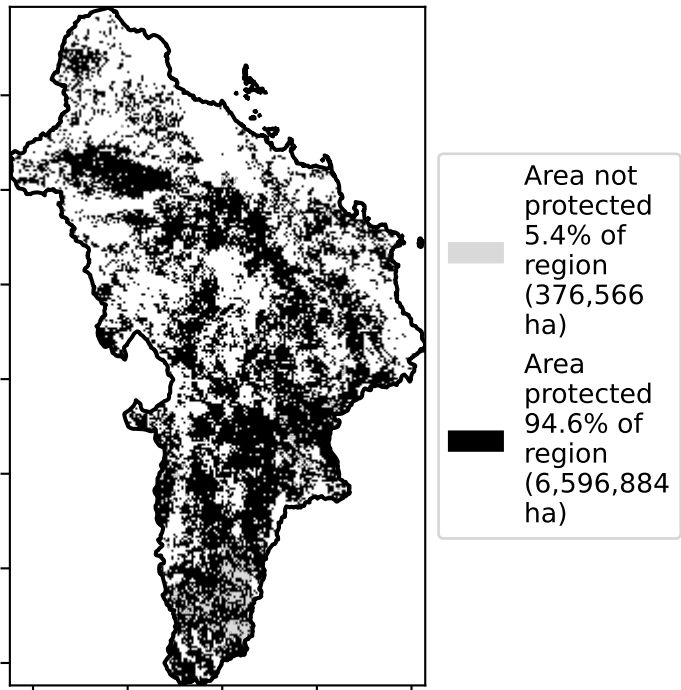 Area not
protected
5.4% of
region
(376,566
ha)
Area
protected
94.6% of
region
(6,596,884
ha)